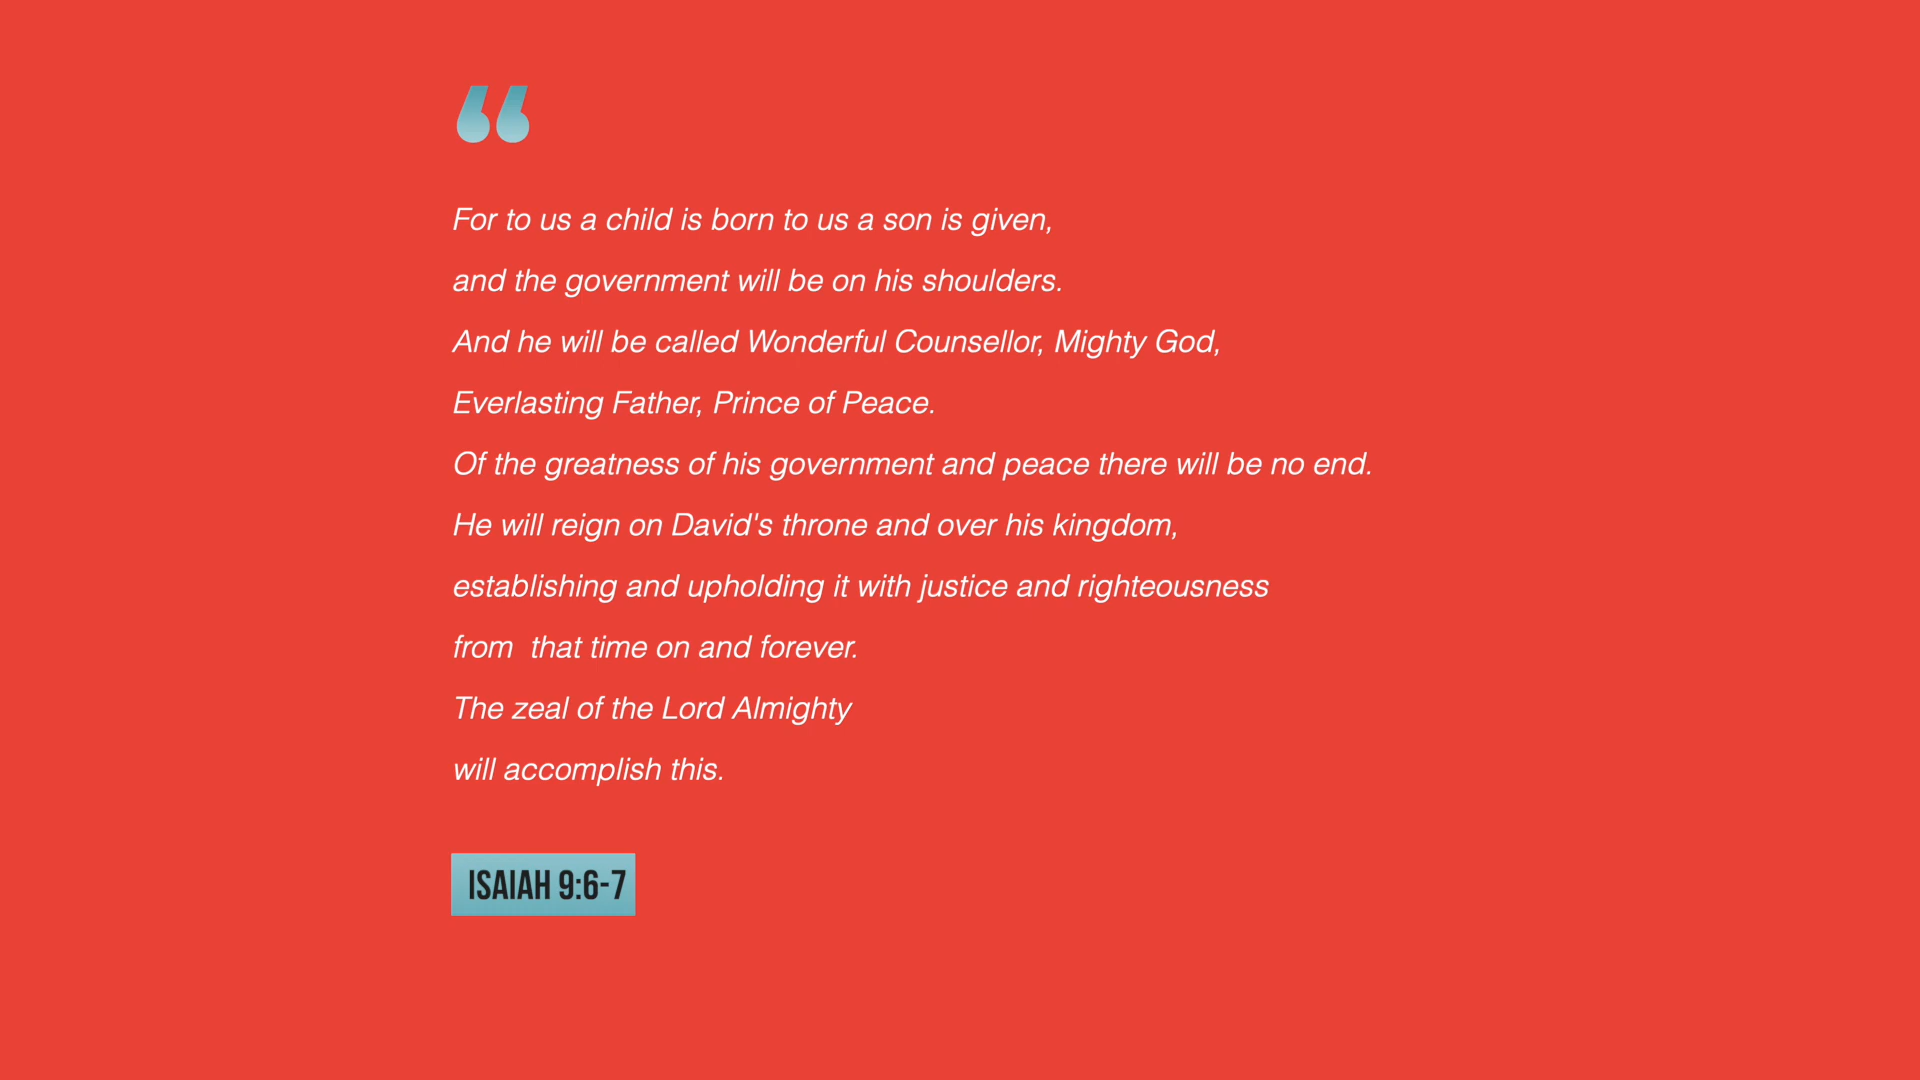 “
For to us a child is born to us a son is given,
and the government will be on his shoulders.
And he will be called Wonderful Counsellor, Mighty God,
Everlasting Father, Prince of Peace.
Of the greatness of his government and peace there will be no end.
He will reign on David's throne and over his kingdom,
establishing and upholding it with justice and righteousness
from  that time on and forever.
The zeal of the Lord Almighty
will accomplish this.
ISAIAH 9:6-7